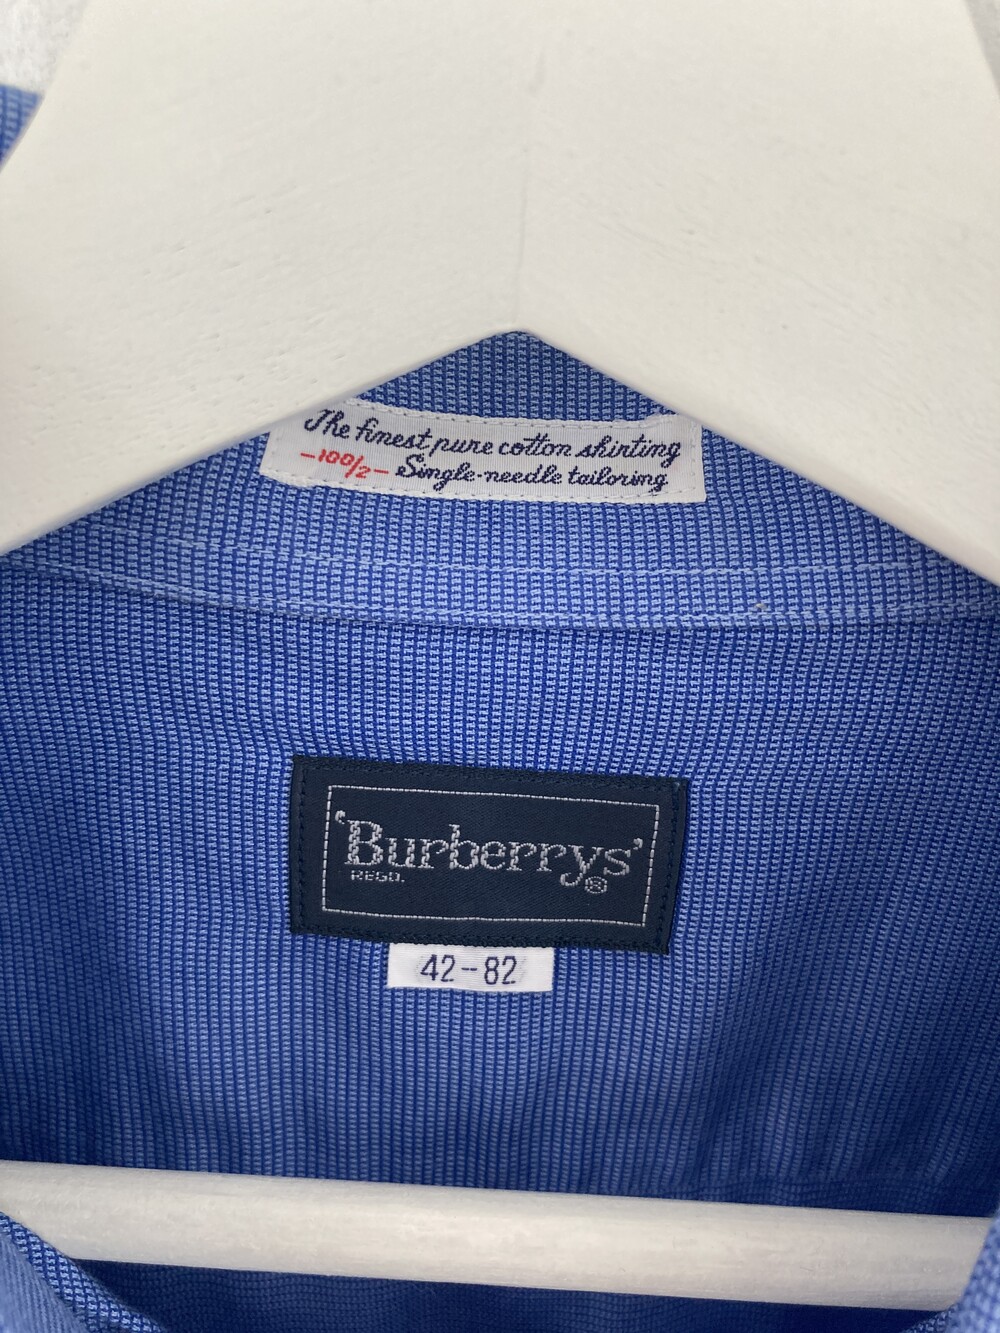 The finest pure cotton shirting
-100/2- Single-needle tailoring
'Burberrys'
REGD. ®
42-82